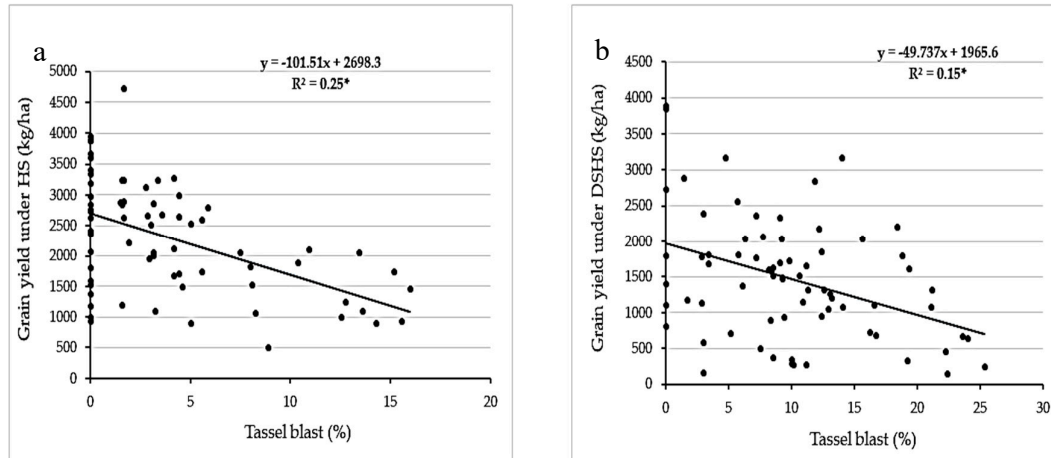 a
y = -101.51x + 2698.3
R² = 0.25*
Grain yield under HS (kg/ha)
5000
4500
4000
3500
3000
2500
2000
1500
1000
500
0
0 5 10 15 20
Tassel blast (%)
b
y = -49.737x + 1965.6
R² = 0.15*
Grain yield under DSHS (kg/ha)
4500
4000
3500
3000
2500
2000
1500
1000
500
0
0 5 10 15 20 25 30
Tassel blast (%)